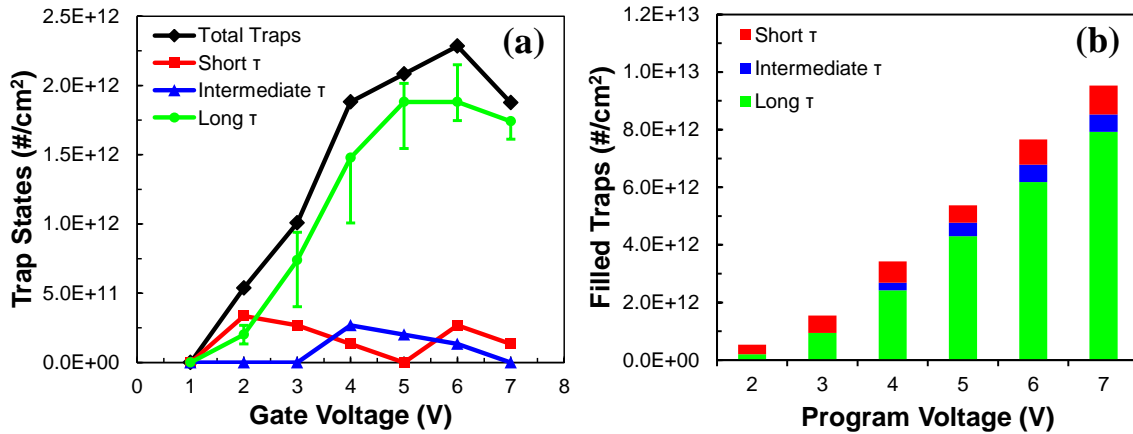 2.5E+12
2.0E+12
1.5E+12
1.0E+12
5.0E+11
0.0E+00
Trap States (#/cm²)
Total Traps
Short τ
Intermediate τ
Long τ
(a)
0 1 2 3 4 5 6 7 8
Gate Voltage (V)
1.2E+13
1.0E+13
8.0E+12
6.0E+12
4.0E+12
2.0E+12
0.0E+00
Filled Traps (#/cm²)
Short τ
Intermediate τ
Long τ
(b)
2 3 4 5 6 7
Program Voltage (V)